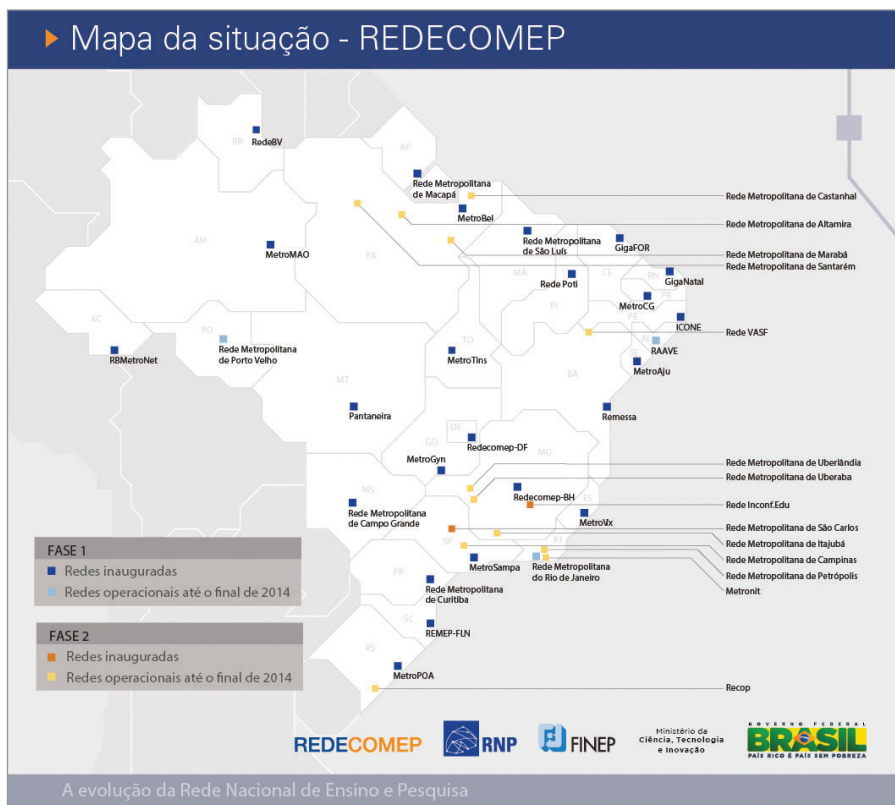 Mapa da situação - REDECOMEP
RR
RedeBV
AP
Rede Metropolitana
de Macapá
MetroBel
Rede Metropolitana de Castanhal
Rede Metropolitana de Altamira
Rede Metropolitana de Marabá
Rede Metropolitana de Santarém
AM
MetroMAO
PA
Rede Metropolitana
de São Luís
GigaFOR
MA
Rede Poti
CE
RN
GigaNatal
PB
MetroCG
PE
ICONE
PI
Rede VASF
AC
RBMetroNet
RO
Rede Metropolitana
de Porto Velho
TO
MetroTins
AL
RAAVE
SE
MetroAju
BA
MT
Pantaneira
Remessa
DF
Redecomep-DF
GO
MetroGyn
MG
Rede Metropolitana de Uberlândia
Rede Metropolitana de Uberaba
MS
Rede Metropolitana
de Campo Grande
Redecomep-BH
ES
MetroVix
Rede Inconf.Edu
Rede Metropolitana de São Carlos
Rede Metropolitana de Itajubá
Rede Metropolitana de Campinas
Rede Metropolitana de Petrópolis
Metronit
SP
MetroSampa
RJ
Rede Metropolitana
do Rio de Janeiro
PR
Rede Metropolitana
de Curitiba
SC
REMEP-FLN
RS
MetroPOA
Recop
FASE 1
Redes inauguradas
Redes operacionais até o final de 2014
FASE 2
Redes inauguradas
Redes operacionais até o final de 2014
REDECOMEP
RNP
FINEP
Ministério da
Ciência, Tecnologia
e Inovação
GOVERNO FEDERAL
BRASIL
PAÍS RICO É PAÍS SEM POBREZA
A evolução da Rede Nacional de Ensino e Pesquisa